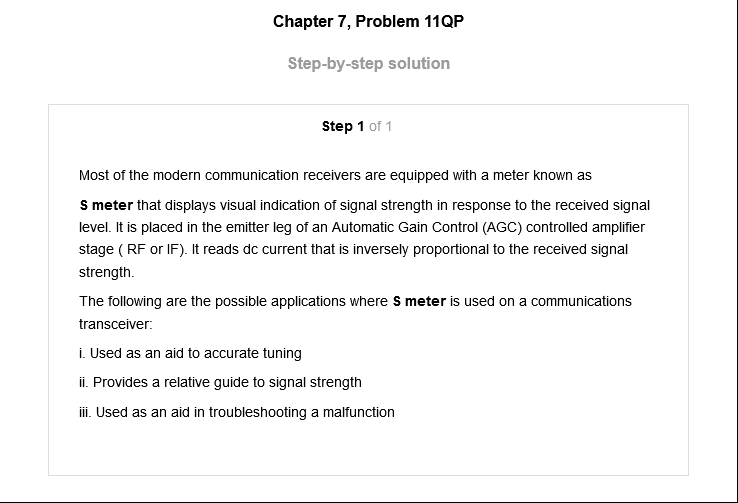 Chapter 7, Problem 11QP
Step-by-step solution
Step 1 of 1
Most of the modern communication receivers are equipped with a meter known as
S meter that displays visual indication of signal strength in response to the received signal
level. It is placed in the emitter leg of an Automatic Gain Control (AGC) controlled amplifier
stage ( RF or IF). It reads dc current that is inversely proportional to the received signal
strength.
The following are the possible applications where S meter is used on a communications
transceiver:
i. Used as an aid to accurate tuning
ii. Provides a relative guide to signal strength
iii. Used as an aid in troubleshooting a malfunction